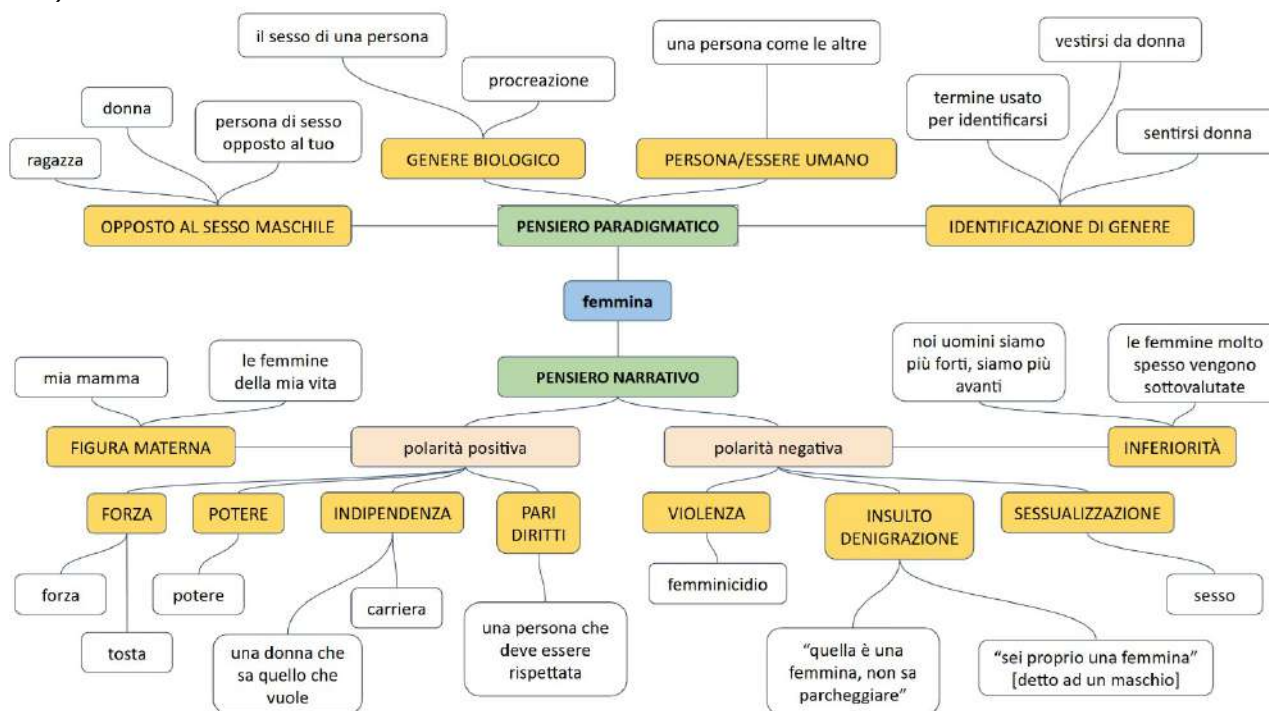 il sesso di una persona
una persona come le altre
vestirsi da donna
procreazione
donna
termine usato
per identificarsi
persona di sesso
opposto al tuo
sentirsi donna
ragazza
GENERE BIOLOGICO
PERSONA/ESSERE UMANO
OPPOSTO AL SESSO MASCHILE
PENSIERO PARADIGMATICO
IDENTIFICAZIONE DI GENERE
femmina
noi uomini siamo
più forti, siamo più
avanti
le femmine molto
spesso vengono
sottovalutate
mia mamma
le femmine
della mia vita
PENSIERO NARRATIVO
FIGURA MATERNA
polarità positiva
polarità negativa
INFERIORITÀ
FORZA
POTERE
INDIPENDENZA
PARI
DIRITTI
VIOLENZA
INSULTO
DENIGRAZIONE
SESSUALIZZAZIONE
forza
potere
carriera
femminicidio
sesso
tosta
una donna che
sa quello che
vuole
una persona che
deve essere
rispettata
“quella è una
femmina, non sa
parcheggiare”
“sei proprio una femmina”
[detto ad un maschio]